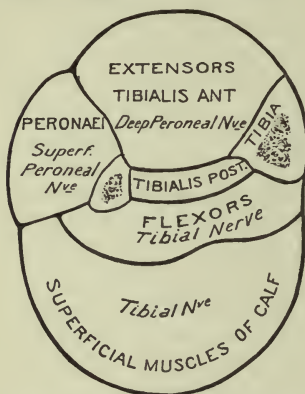 EXTENSORS
TIBIALIS ANT
Deep Peroneal Nve
TIBIA
PERONAEI
Superf.
Peroneal
Nve
TIBIALIS POST.
FLEXORS
Tibial Nerve
Tibial Nve
SUPERFICIAL MUSCLES OF CALF